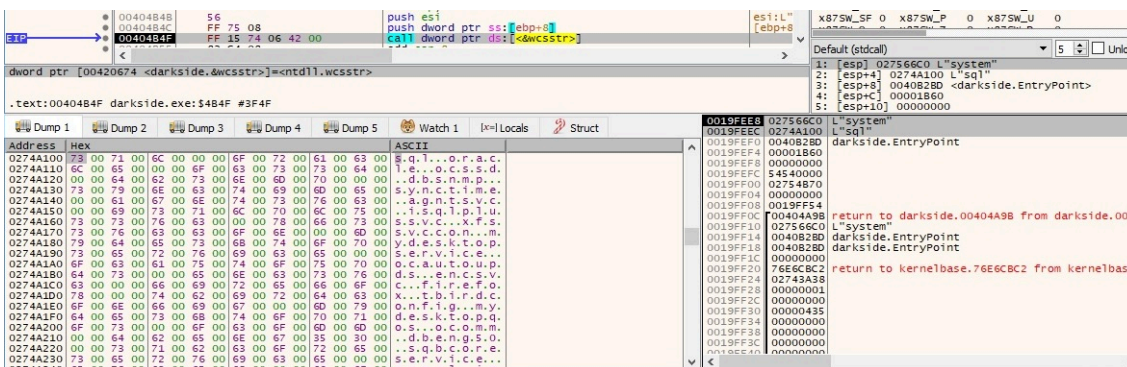 00404B4B 56 push esi esi:L"
00404B4C FF 75 08 push dword ptr ss:[ebp+8] [ebp+8
EIP 00404B4F FF 15 74 06 42 00 call dword ptr ds:[<&wcsstr>]
x87SW_SF 0 x87SW_P 0 x87SW_U 0
Default (stdcall) 5 Unlo
1: [esp] 027566C0 L"system"
2: [esp+4] 0274A100 L"sql"
3: [esp+8] 0040B2BD <darkside.EntryPoint>
4: [esp+C] 00001B60
5: [esp+10] 00000000
dword ptr [00420674 <darkside.&wcsstr>]=<ntdll.wcsstr>
.text:00404B4F darkside.exe:$4B4F #3F4F
Dump 1 Dump 2 Dump 3 Dump 4 Dump 5 Watch 1 [x=] Locals Struct
Address Hex ASCII
0274A100 73 00 71 00 6C 00 00 00 6F 00 72 00 61 00 63 00 s.q.l...o.r.a.c.
0274A110 6C 00 65 00 00 00 6F 00 63 00 73 00 73 00 64 00 l.e...o.c.s.s.d.
0274A120 00 00 64 00 62 00 73 00 6E 00 6D 00 70 00 00 00 ..d.b.s.n.m.p...
0274A130 73 00 79 00 6E 00 63 00 74 00 69 00 6D 00 65 00 s.y.n.c.t.i.m.e.
0274A140 00 00 61 00 67 00 6E 00 74 00 73 00 76 00 63 00 ..a.g.n.t.s.v.c.
0274A150 00 00 69 00 73 00 71 00 6C 00 70 00 6C 00 75 00 ..i.s.q.l.p.l.u.
0274A160 73 00 73 00 76 00 63 00 00 00 78 00 66 00 73 00 s.s.v.c...x.f.s.
0274A170 73 00 76 00 63 00 63 00 6F 00 6E 00 00 00 6D 00 s.v.c.c.o.n...m.
0274A180 79 00 64 00 65 00 73 00 6B 00 74 00 6F 00 70 00 y.d.e.s.k.t.o.p.
0274A190 73 00 65 00 72 00 76 00 69 00 63 00 65 00 00 00 s.e.r.v.i.c.e...
0274A1A0 6F 00 63 00 61 00 75 00 74 00 6F 00 75 00 70 00 o.c.a.u.t.o.u.p.
0274A1B0 64 00 73 00 00 00 65 00 6E 00 63 00 73 00 76 00 d.s...e.n.c.s.v.
0274A1C0 63 00 00 00 66 00 69 00 72 00 65 00 66 00 6F 00 c...f.i.r.e.f.o.
0274A1D0 78 00 00 00 74 00 62 00 69 00 72 00 64 00 63 00 x...t.b.i.r.d.c.
0274A1E0 6F 00 6E 00 66 00 69 00 67 00 00 00 6D 00 79 00 o.n.f.i.g...m.y.
0274A1F0 64 00 65 00 73 00 6B 00 74 00 6F 00 70 00 71 00 d.e.s.k.t.o.p.q.
0274A200 6F 00 73 00 00 00 6F 00 63 00 6F 00 6D 00 6D 00 o.s...o.c.o.m.m.
0274A210 00 00 64 00 62 00 65 00 6E 00 67 00 35 00 30 00 ..d.b.e.n.g.5.0.
0274A220 00 00 73 00 71 00 62 00 63 00 6F 00 72 00 65 00 ..s.q.b.c.o.r.e.
0274A230 73 00 65 00 72 00 76 00 69 00 63 00 65 00 00 00 s.e.r.v.i.c.e...
0019FEE8 027566C0 L"system"
0019FEEC 0274A100 L"sql"
0019FEF0 0040B2BD darkside.EntryPoint
0019FEF4 00001B60
0019FEF8 00000000
0019FEFC 54540000
0019FF00 02754B70
0019FF04 00000000
0019FF08 0019FF54
0019FF0C 00404A9B return to darkside.00404A9B from darkside.00
0019FF10 027566C0 L"system"
0019FF14 0040B2BD darkside.EntryPoint
0019FF18 0040B2BD darkside.EntryPoint
0019FF1C 00000000
0019FF20 76E6CBC2 return to kernelbase.76E6CBC2 from kernelbas
0019FF24 02743A38
0019FF28 00000001
0019FF2C 00000000
0019FF30 00000435
0019FF34 00000000
0019FF38 00000000
0019FF3C 00000000